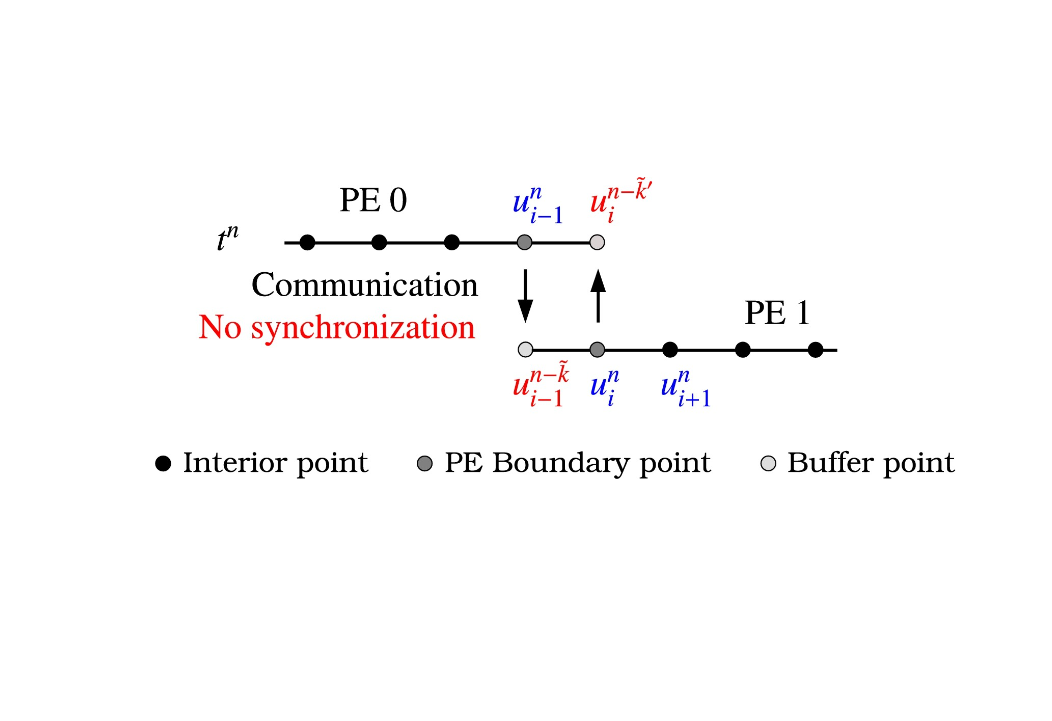 PE 0
$u_{i-1}^{n}$ $u_{i}^{n-\tilde{k}'}$
$t^n$
Communication
No synchronization
PE 1
$u_{i-1}^{n-\tilde{k}}$ $u_{i}^{n}$ $u_{i+1}^{n}$
Interior point PE Boundary point Buffer point